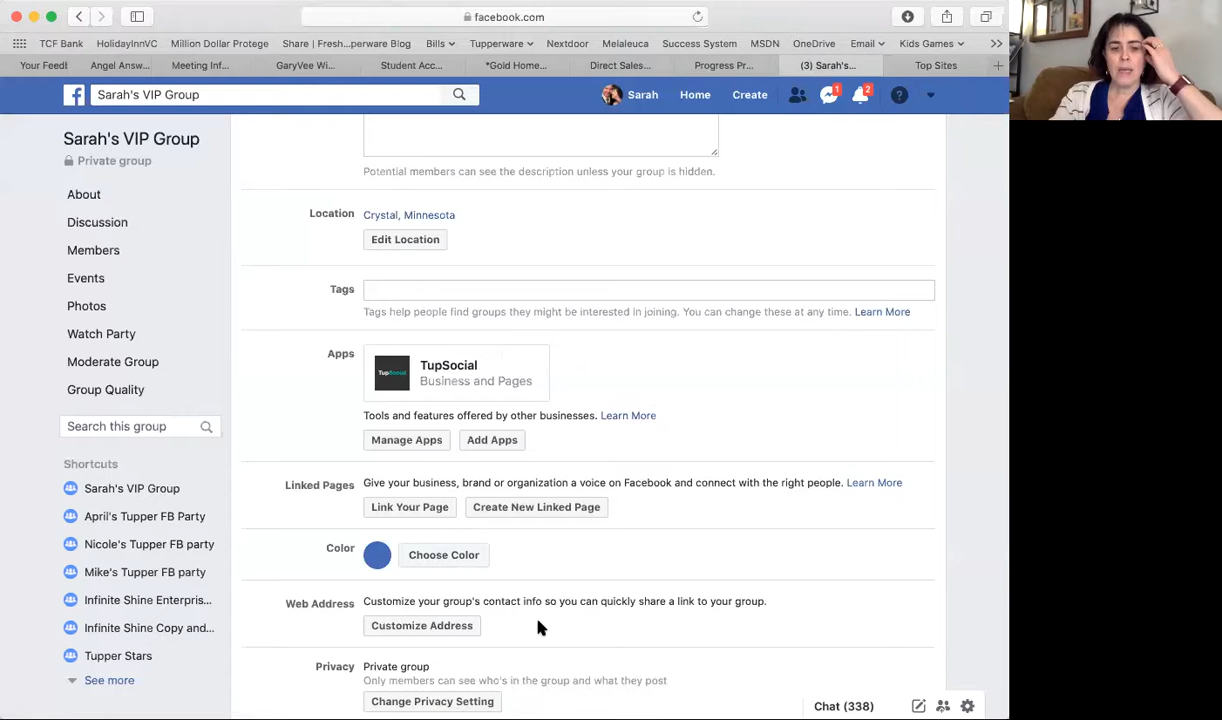 facebook.com
TCF Bank HolidayInnVC Million Dollar Protege Share | Fresh...perware Blog Bills Tupperware Nextdoor Melaleuca Success System MSDN OneDrive Email Kids Games
Your Feedb Angel Answ... Meeting Inf... GaryVee Wi... Student Acc... *Gold Home... Direct Sales... Progress Pr... (3) Sarah's... Top Sites
Sarah's VIP Group Sarah Home Create 1 2
Sarah's VIP Group
Private group
About
Discussion
Members
Events
Photos
Watch Party
Moderate Group
Group Quality
Search this group
Shortcuts
Sarah's VIP Group
April's Tupper FB Party
Nicole's Tupper FB party
Mike's Tupper FB party
Infinite Shine Enterpris...
Infinite Shine Copy and...
Tupper Stars
See more
Potential members can see the description unless your group is hidden.
Location Crystal, Minnesota
Edit Location
Tags
Tags help people find groups they might be interested in joining. You can change these at any time. Learn More
Apps TupSocial TupSocial
Business and Pages
Tools and features offered by other businesses. Learn More
Manage Apps Add Apps
Linked Pages Give your business, brand or organization a voice on Facebook and connect with the right people. Learn More
Link Your Page Create New Linked Page
Color Choose Color
Web Address Customize your group's contact info so you can quickly share a link to your group.
Customize Address
Privacy Private group
Only members can see who's in the group and what they post
Change Privacy Setting
Chat (338)